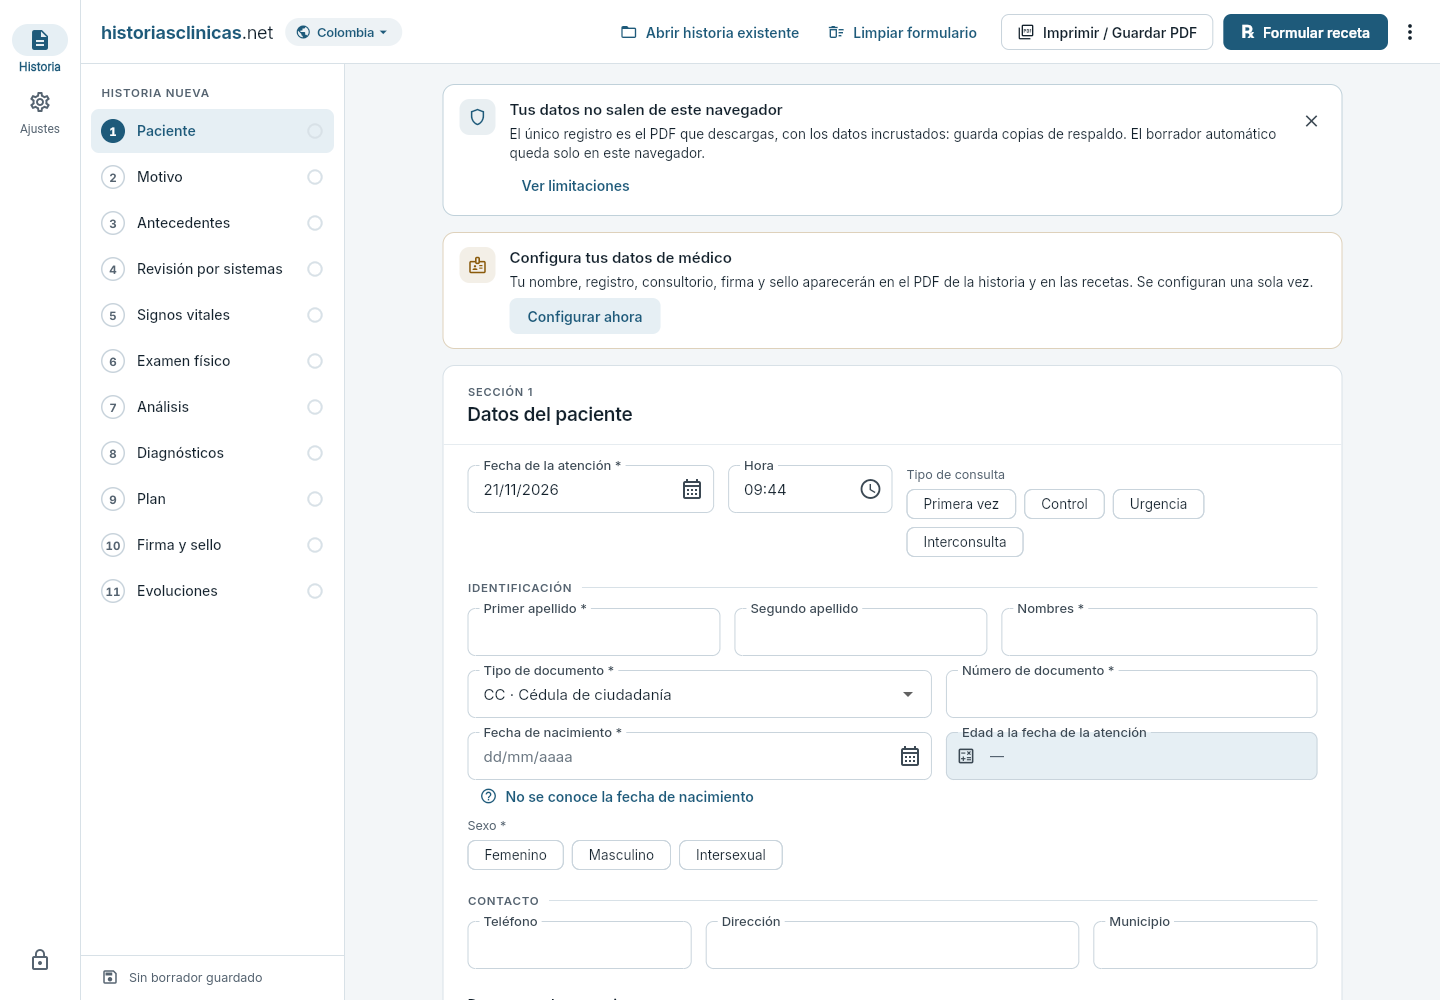 historiasclinicas.net
Colombia
Abrir historia existente
Limpiar formulario
Imprimir / Guardar PDF
Formular receta
Historia
Ajustes
HISTORIA NUEVA
1 Paciente
2 Motivo
3 Antecedentes
4 Revisión por sistemas
5 Signos vitales
6 Examen físico
7 Análisis
8 Diagnósticos
9 Plan
10 Firma y sello
11 Evoluciones
Sin borrador guardado
Tus datos no salen de este navegador
El único registro es el PDF que descargas, con los datos incrustados: guarda copias de respaldo. El borrador automático
queda solo en este navegador.
Ver limitaciones
Configura tus datos de médico
Tu nombre, registro, consultorio, firma y sello aparecerán en el PDF de la historia y en las recetas. Se configuran una sola vez.
Configurar ahora
SECCIÓN 1
Datos del paciente
Fecha de la atención *
21/11/2026
Hora
09:44
Tipo de consulta
Primera vez
Control
Urgencia
Interconsulta
IDENTIFICACIÓN
Primer apellido *
Segundo apellido
Nombres *
Tipo de documento *
CC · Cédula de ciudadanía
Número de documento *
Fecha de nacimiento *
dd/mm/aaaa
Edad a la fecha de la atención
—
No se conoce la fecha de nacimiento
Sexo *
Femenino
Masculino
Intersexual
CONTACTO
Teléfono
Dirección
Municipio